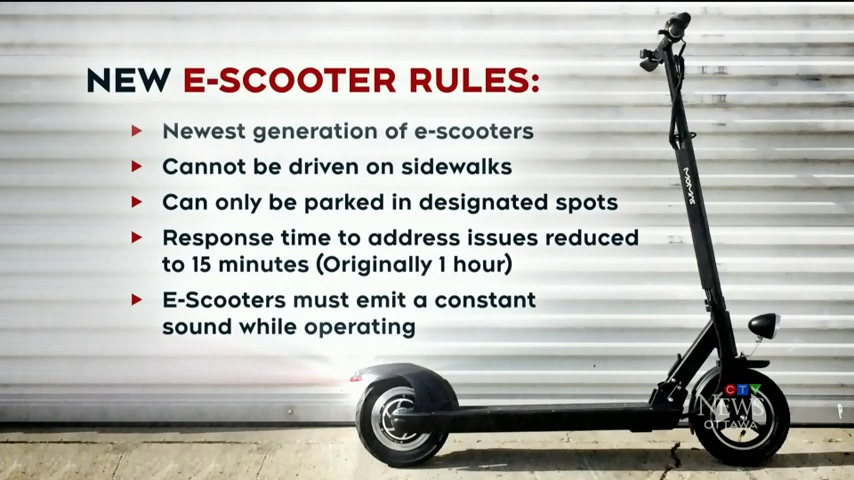 NEW E-SCOOTER RULES:
Newest generation of e-scooters
Cannot be driven on sidewalks
Can only be parked in designated spots
Response time to address issues reduced
to 15 minutes (Originally 1 hour)
E-Scooters must emit a constant
sound while operating
CTV
NEWS
OTTAWA